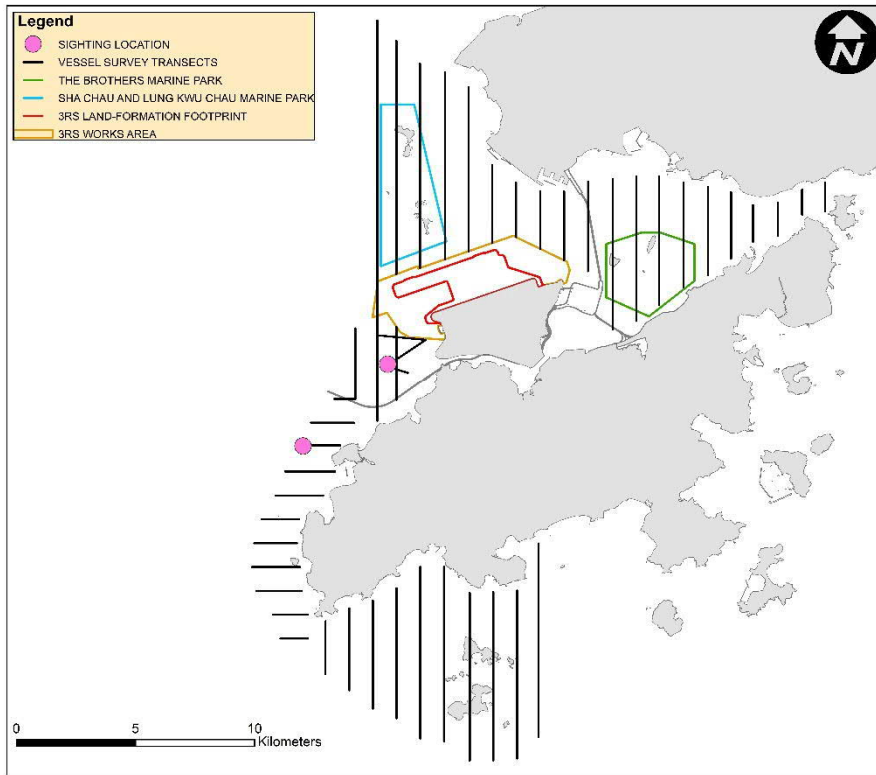 Legend
SIGHTING LOCATION
VESSEL SURVEY TRANSECTS
THE BROTHERS MARINE PARK
SHA CHAU AND LUNG KWU CHAU MARINE PARK
3RS LAND-FORMATION FOOTPRINT
3RS WORKS AREA
N
0 5 10
Kilometers